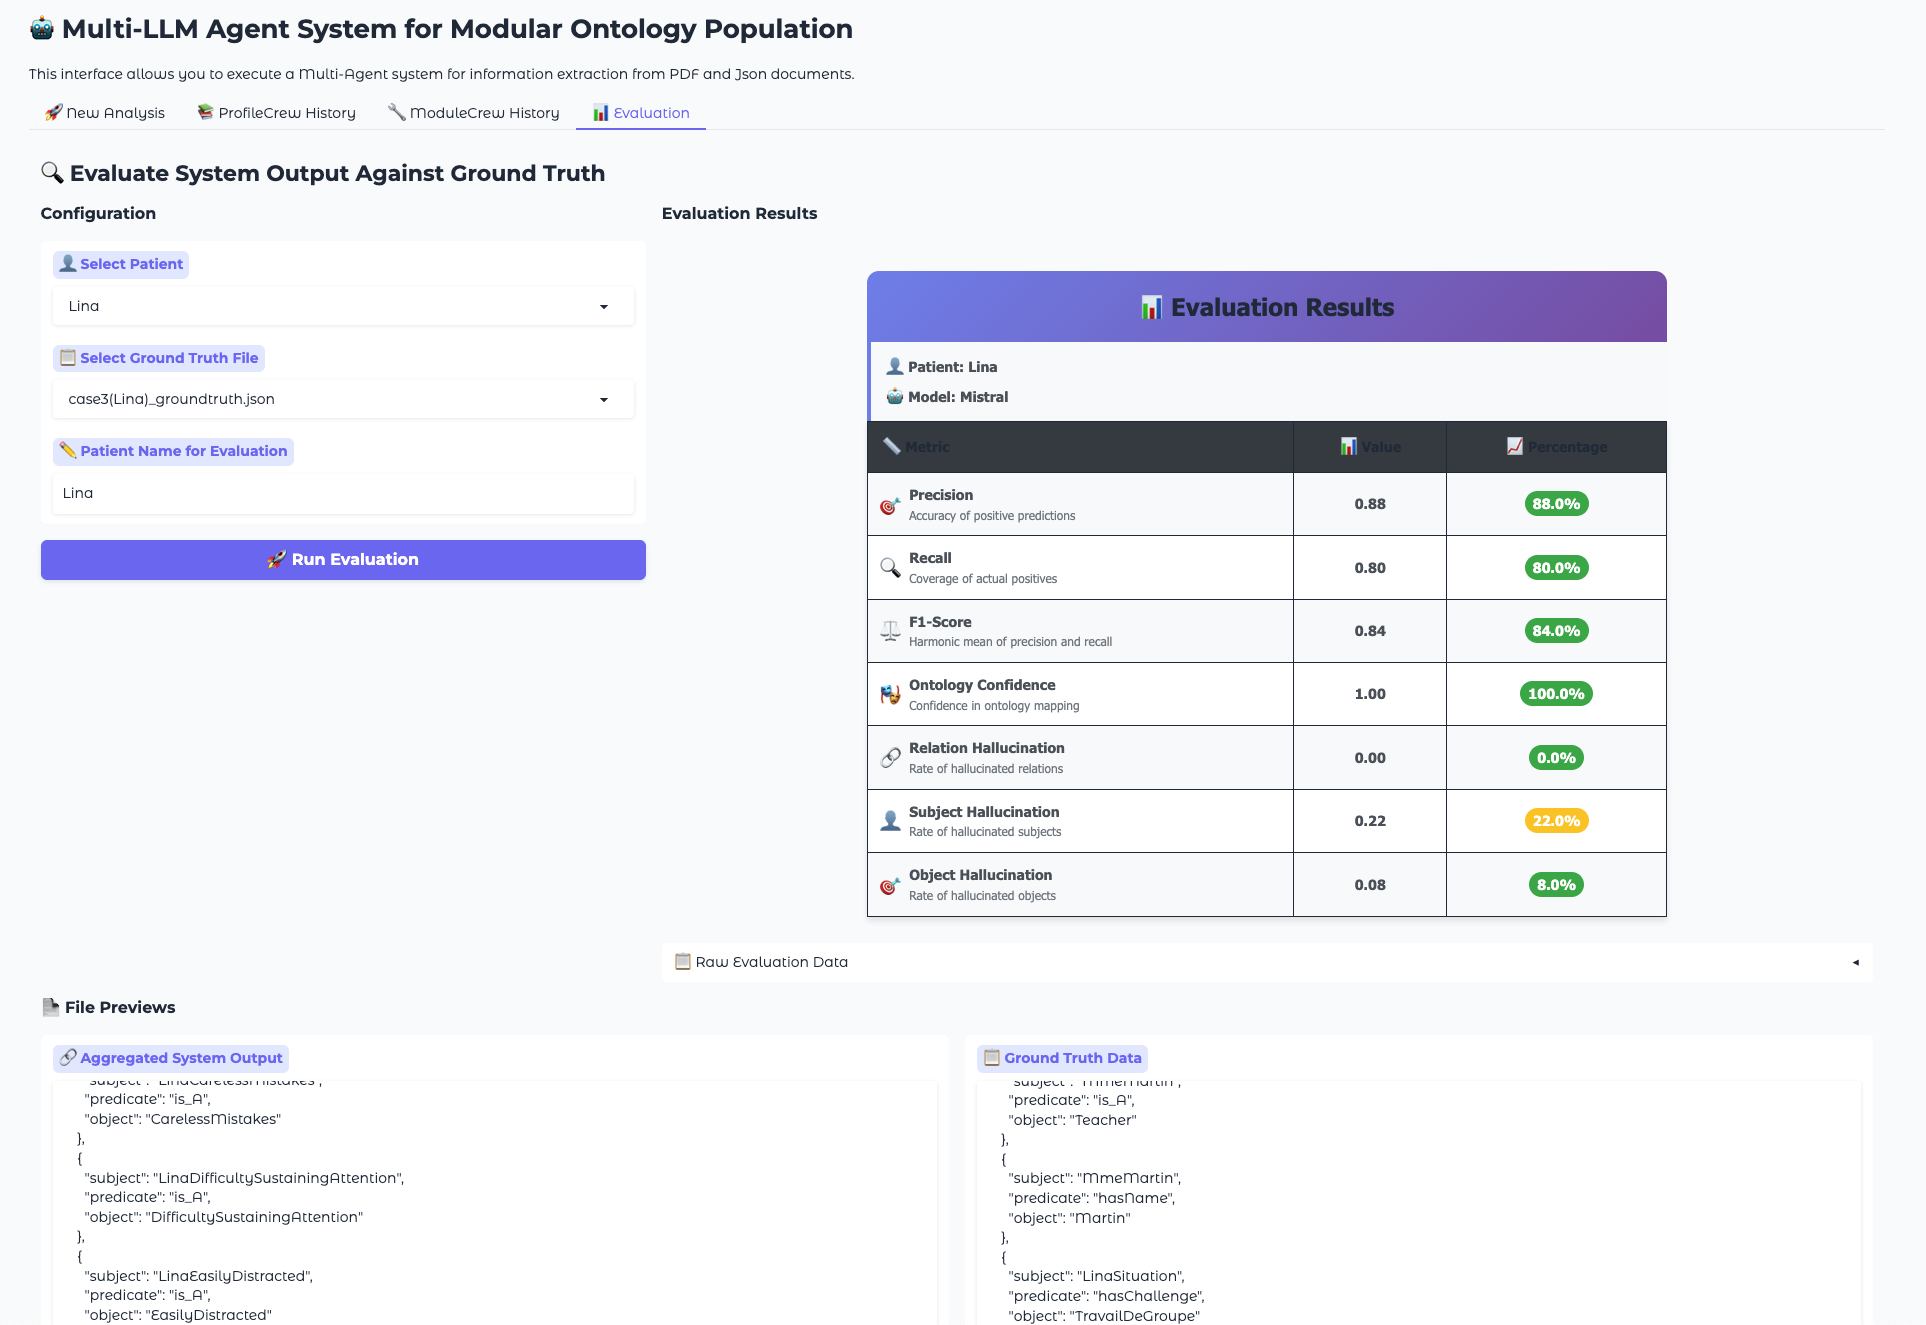 Multi-LLM Agent System for Modular Ontology Population
This interface allows you to execute a Multi-Agent system for information extraction from PDF and Json documents.
New Analysis
ProfileCrew History
ModuleCrew History
Evaluation
Evaluate System Output Against Ground Truth
Configuration
Select Patient
Lina
Select Ground Truth File
case3(Lina)_groundtruth.json
Patient Name for Evaluation
Lina
Run Evaluation
Evaluation Results
Evaluation Results
Patient: Lina
Model: Mistral
Metric Value Percentage
Precision
Accuracy of positive predictions
0.88 88.0%
Recall
Coverage of actual positives
0.80 80.0%
F1-Score
Harmonic mean of precision and recall
0.84 84.0%
Ontology Confidence
Confidence in ontology mapping
1.00 100.0%
Relation Hallucination
Rate of hallucinated relations
0.00 0.0%
Subject Hallucination
Rate of hallucinated subjects
0.22 22.0%
Object Hallucination
Rate of hallucinated objects
0.08 8.0%
Raw Evaluation Data
File Previews
Aggregated System Output
"subject": "LinaCarelessMistakes",
"predicate": "is_A",
"object": "CarelessMistakes"
},
{
"subject": "LinaDifficultySustainingAttention",
"predicate": "is_A",
"object": "DifficultySustainingAttention"
},
{
"subject": "LinaEasilyDistracted",
"predicate": "is_A",
"object": "EasilyDistracted"
Ground Truth Data
"subject": "MmeMartin",
"predicate": "is_A",
"object": "Teacher"
},
{
"subject": "MmeMartin",
"predicate": "hasName",
"object": "Martin"
},
{
"subject": "LinaSituation",
"predicate": "hasChallenge",
"object": "TravailDeGroupe"